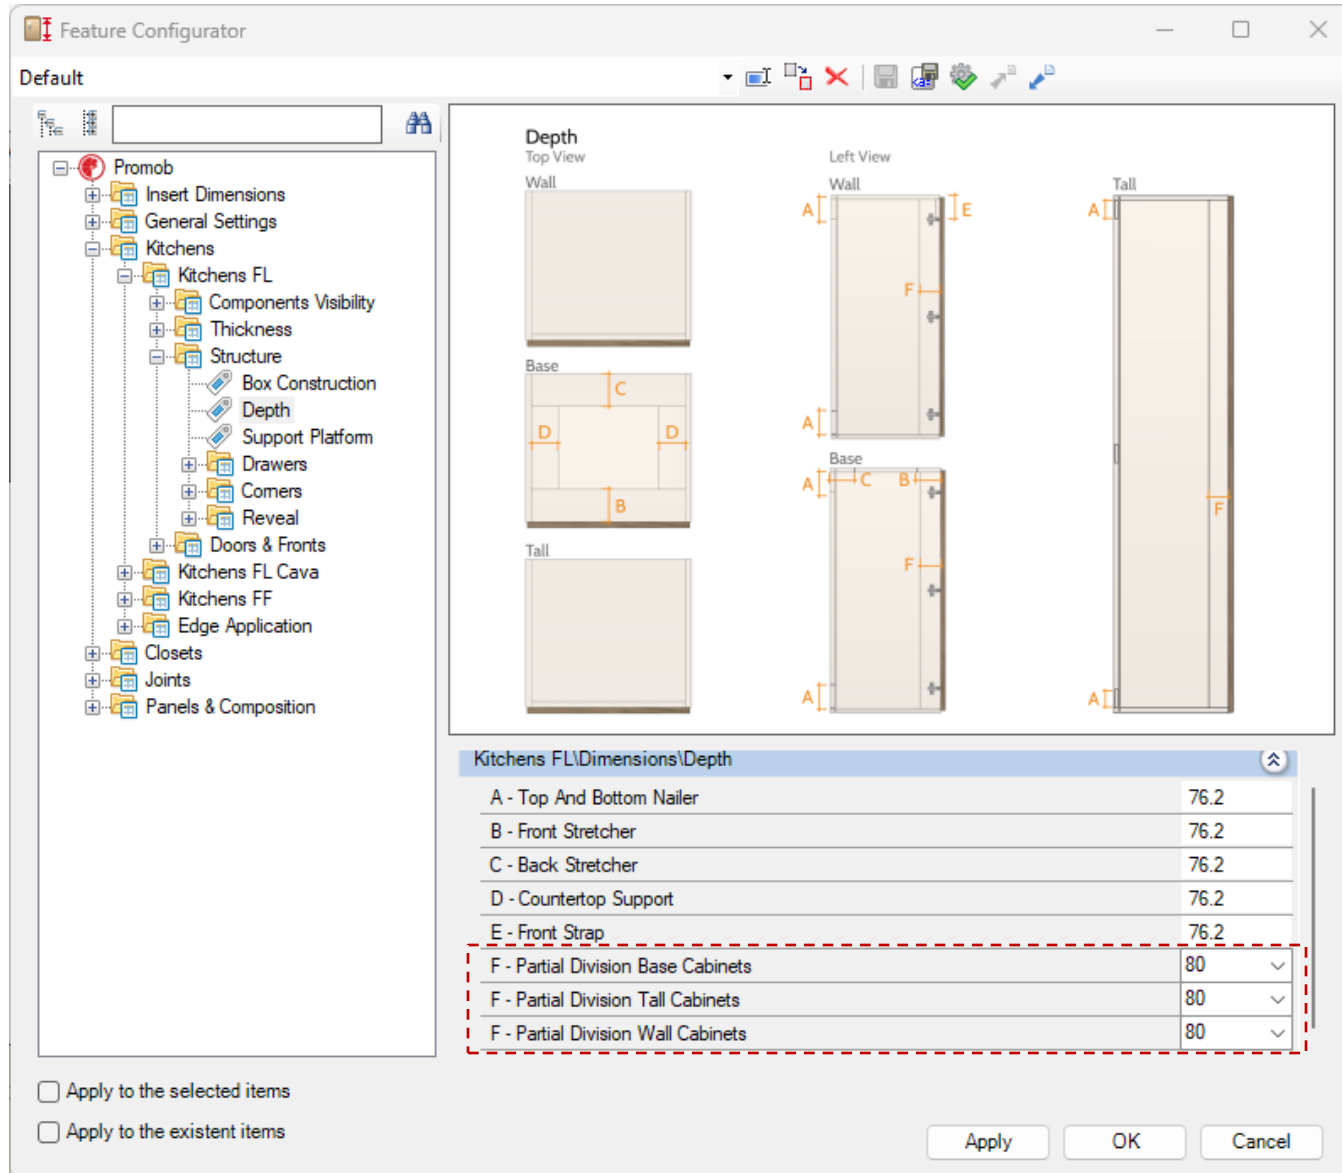 Feature Configurator
Default
Promob
Insert Dimensions
General Settings
Kitchens
Kitchens FL
Components Visibility
Thickness
Structure
Box Construction
Depth
Support Platform
Drawers
Corners
Reveal
Doors & Fronts
Kitchens FL Cava
Kitchens FF
Edge Application
Closets
Joints
Panels & Composition
Depth
Top View
Left View
Wall
Wall
Tall
A
E
A
F
Base
C
D
D
B
A
Base
A
C
B
F
F
Tall
A
A
Kitchens FL\Dimensions\Depth
A - Top And Bottom Nailer 76.2
B - Front Stretcher 76.2
C - Back Stretcher 76.2
D - Countertop Support 76.2
E - Front Strap 76.2
F - Partial Division Base Cabinets 80
F - Partial Division Tall Cabinets 80
F - Partial Division Wall Cabinets 80
Apply to the selected items
Apply to the existent items
Apply OK Cancel